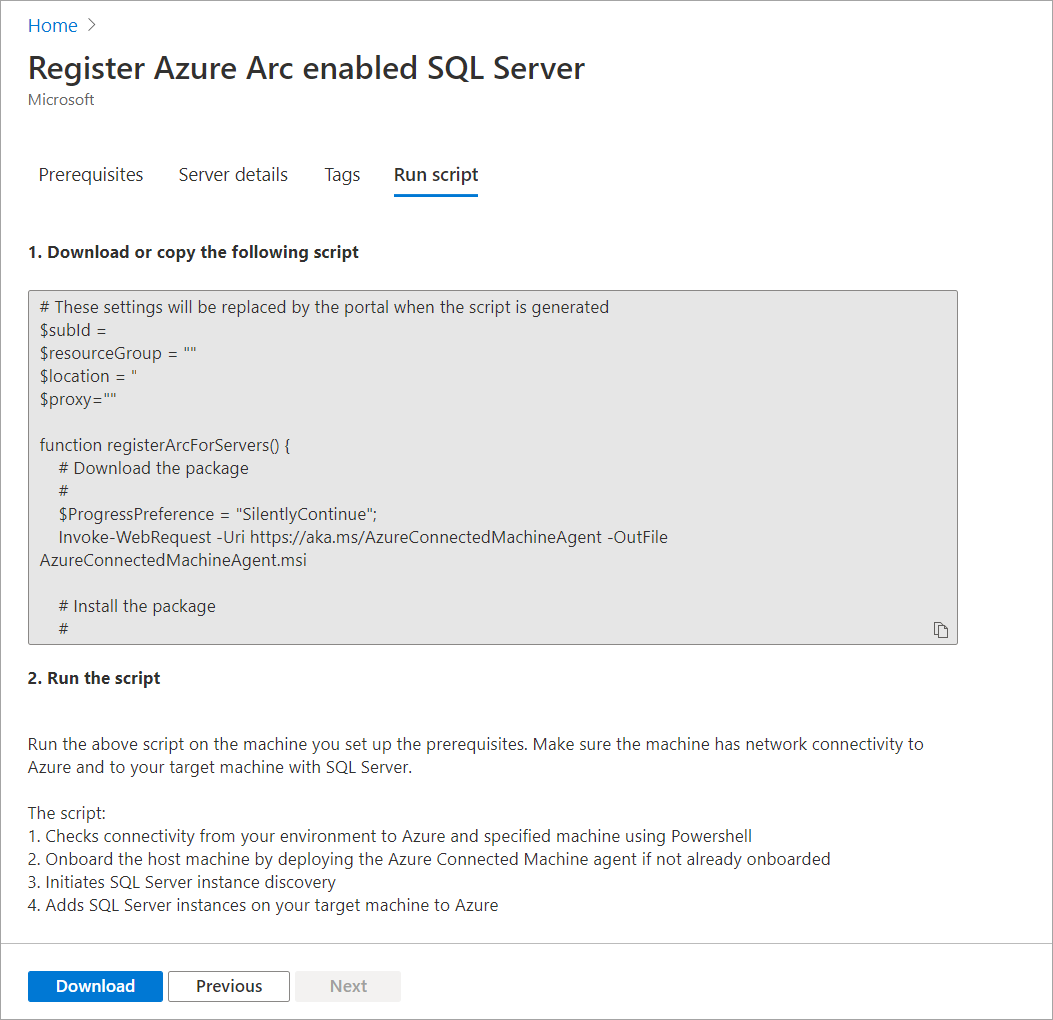 Home
Register Azure Arc enabled SQL Server
Microsoft
Prerequisites Server details Tags Run script
1. Download or copy the following script
# These settings will be replaced by the portal when the script is generated
$subId =
$resourceGroup = ""
$location = "
$proxy=""
function registerArcForServers() {
# Download the package
#
$ProgressPreference = "SilentlyContinue";
Invoke-WebRequest -Uri https://aka.ms/AzureConnectedMachineAgent -OutFile
AzureConnectedMachineAgent.msi
# Install the package
#
2. Run the script
Run the above script on the machine you set up the prerequisites. Make sure the machine has network connectivity to
Azure and to your target machine with SQL Server.
The script:
1. Checks connectivity from your environment to Azure and specified machine using Powershell
2. Onboard the host machine by deploying the Azure Connected Machine agent if not already onboarded
3. Initiates SQL Server instance discovery
4. Adds SQL Server instances on your target machine to Azure
Download Previous Next